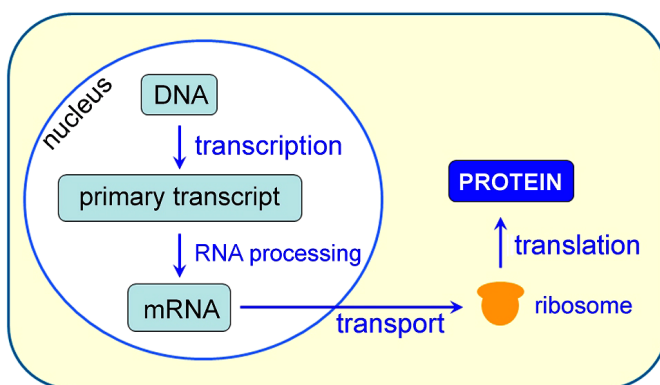 nucleus
DNA
transcription
primary transcript
RNA processing
mRNA
transport
ribosome
translation
PROTEIN